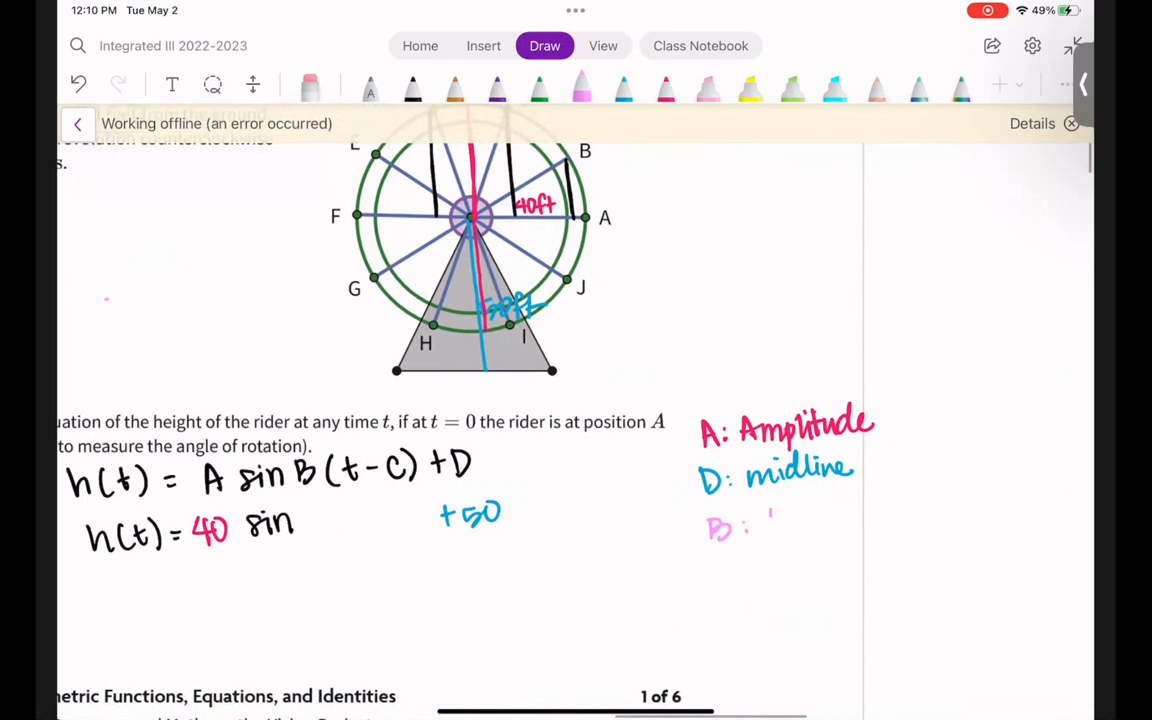 12:10 PM Tue May 2
49%
Integrated III 2022-2023
Home Insert Draw View Class Notebook
T
A
Working offline (an error occurred)
Details
s.
E
B
40ft
F
A
G
50ft
J
H
I
uation of the height of the rider at any time t, if at t = 0 the rider is at position A
to measure the angle of rotation).
A: Amplitude
h(t) = A sin B (t - C) + D
D: midline
h(t) = 40 sin +50
B:
metric Functions, Equations, and Identities
1 of 6